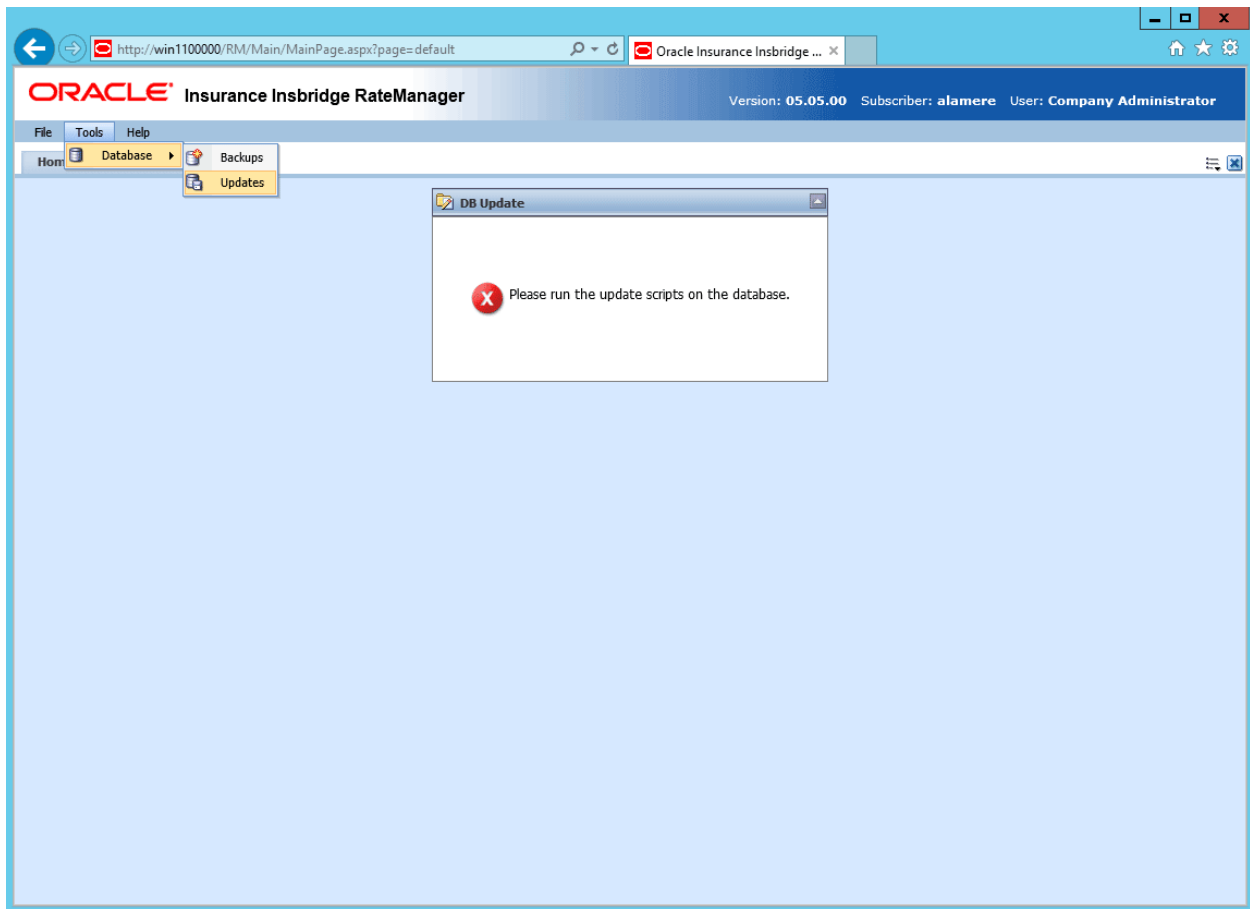 http://win1100000/RM/Main/MainPage.aspx?page=default
Oracle Insurance Insbridge ...
ORACLE® Insurance Insbridge RateManager
Version: 05.05.00 Subscriber: alamere User: Company Administrator
File Tools Help
Hom
Database
Backups
Updates
DB Update
Please run the update scripts on the database.